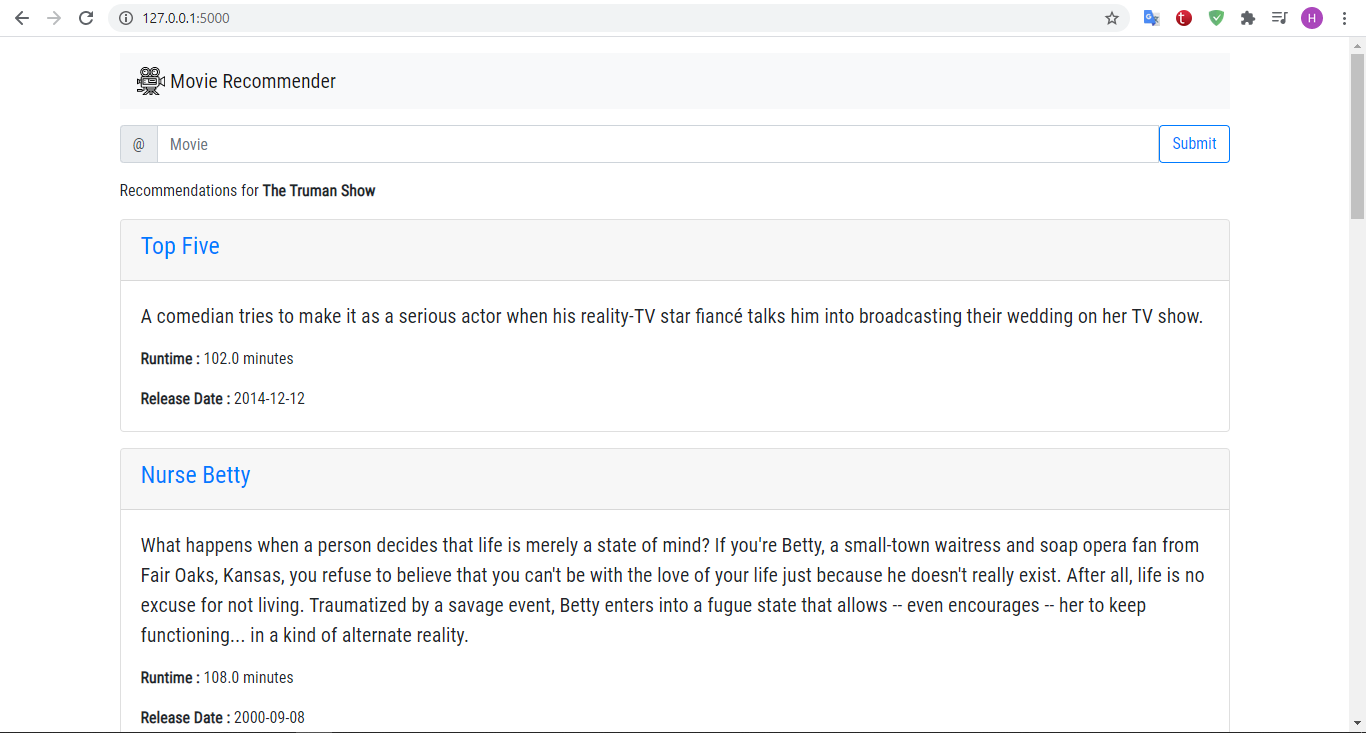 127.0.0.1:5000
H
Movie Recommender
@ Movie Submit
Recommendations for The Truman Show
Top Five
A comedian tries to make it as a serious actor when his reality-TV star fiancé talks him into broadcasting their wedding on her TV show.
Runtime : 102.0 minutes
Release Date : 2014-12-12
Nurse Betty
What happens when a person decides that life is merely a state of mind? If you're Betty, a small-town waitress and soap opera fan from
Fair Oaks, Kansas, you refuse to believe that you can't be with the love of your life just because he doesn't really exist. After all, life is no
excuse for not living. Traumatized by a savage event, Betty enters into a fugue state that allows -- even encourages -- her to keep
functioning... in a kind of alternate reality.
Runtime : 108.0 minutes
Release Date : 2000-09-08